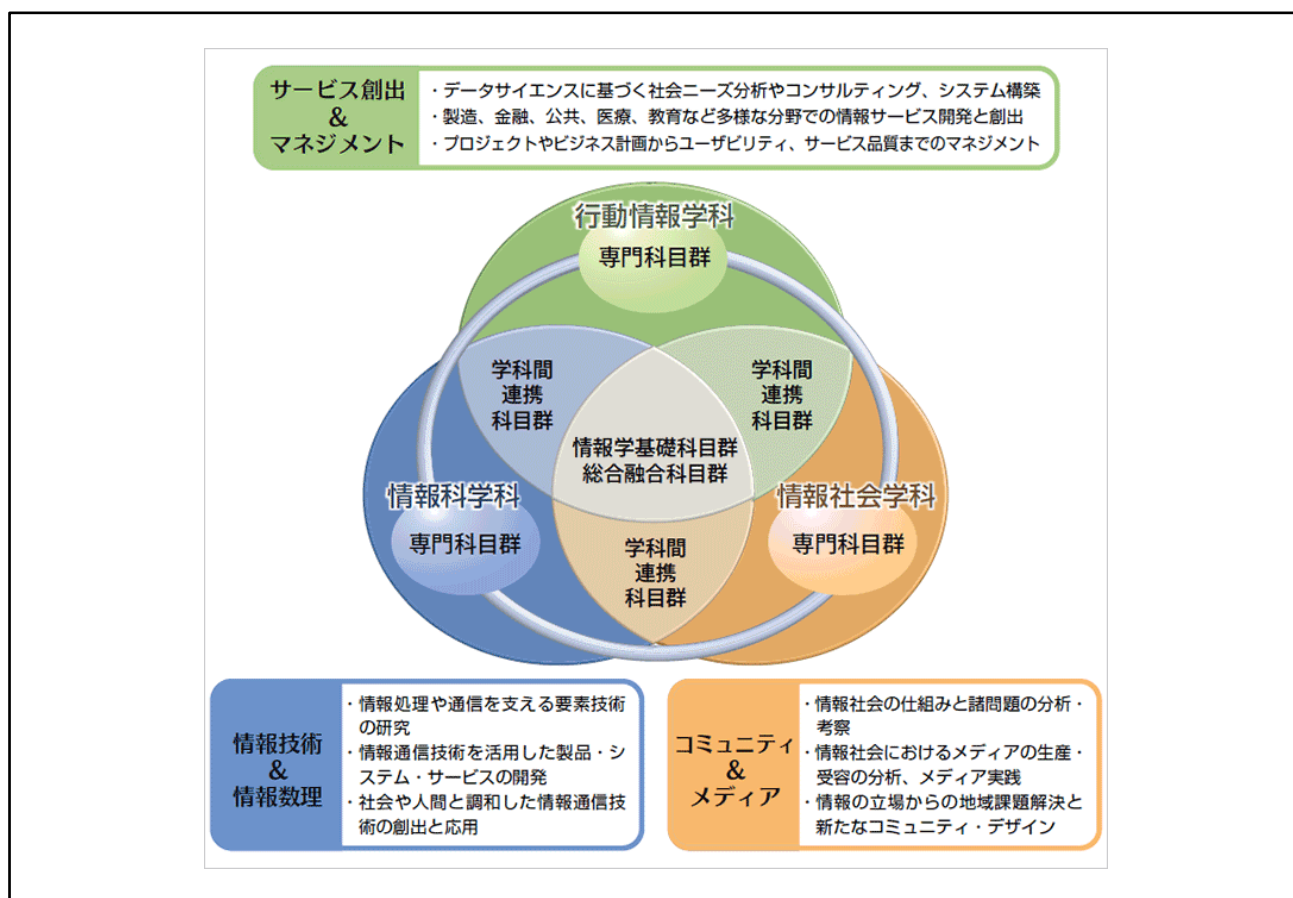 サービス創出
&
マネジメント
・データサイエンスに基づく社会ニーズ分析やコンサルティング、システム構築
・製造、金融、公共、医療、教育など多様な分野での情報サービス開発と創出
・プロジェクトやビジネス計画からユーザビリティ、サービス品質までのマネジメント
行動情報学科
専門科目群
学科間
連携
科目群
学科間
連携
科目群
情報学基礎科目群
総合融合科目群
情報科学科
専門科目群
情報社会学科
専門科目群
学科間
連携
科目群
情報技術
&
情報数理
・情報処理や通信を支える要素技術
の研究
・情報通信技術を活用した製品・シ
ステム・サービスの開発
・社会や人間と調和した情報通信技
術の創出と応用
コミュニティ
&
メディア
・情報社会の仕組みと諸問題の分析・
考察
・情報社会におけるメディアの生産・
受容の分析、メディア実践
・情報の立場からの地域課題解決と
新たなコミュニティ・デザイン